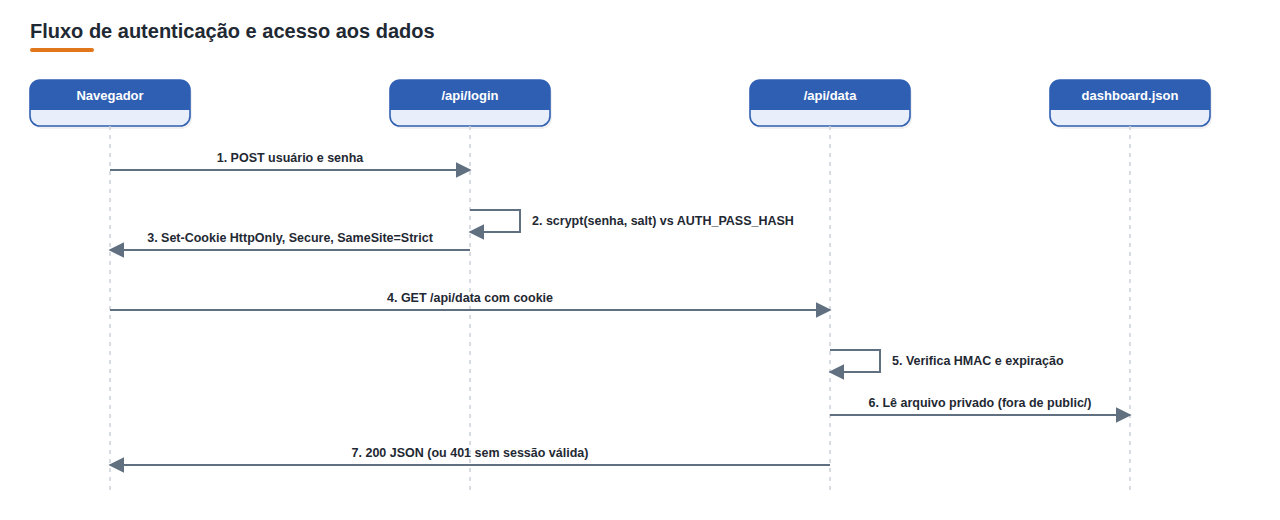 Fluxo de autenticação e acesso aos dados
Navegador
/api/login
/api/data
dashboard.json
1. POST usuário e senha
2. scrypt(senha, salt) vs AUTH_PASS_HASH
3. Set-Cookie HttpOnly, Secure, SameSite=Strict
4. GET /api/data com cookie
5. Verifica HMAC e expiração
6. Lê arquivo privado (fora de public/)
7. 200 JSON (ou 401 sem sessão válida)